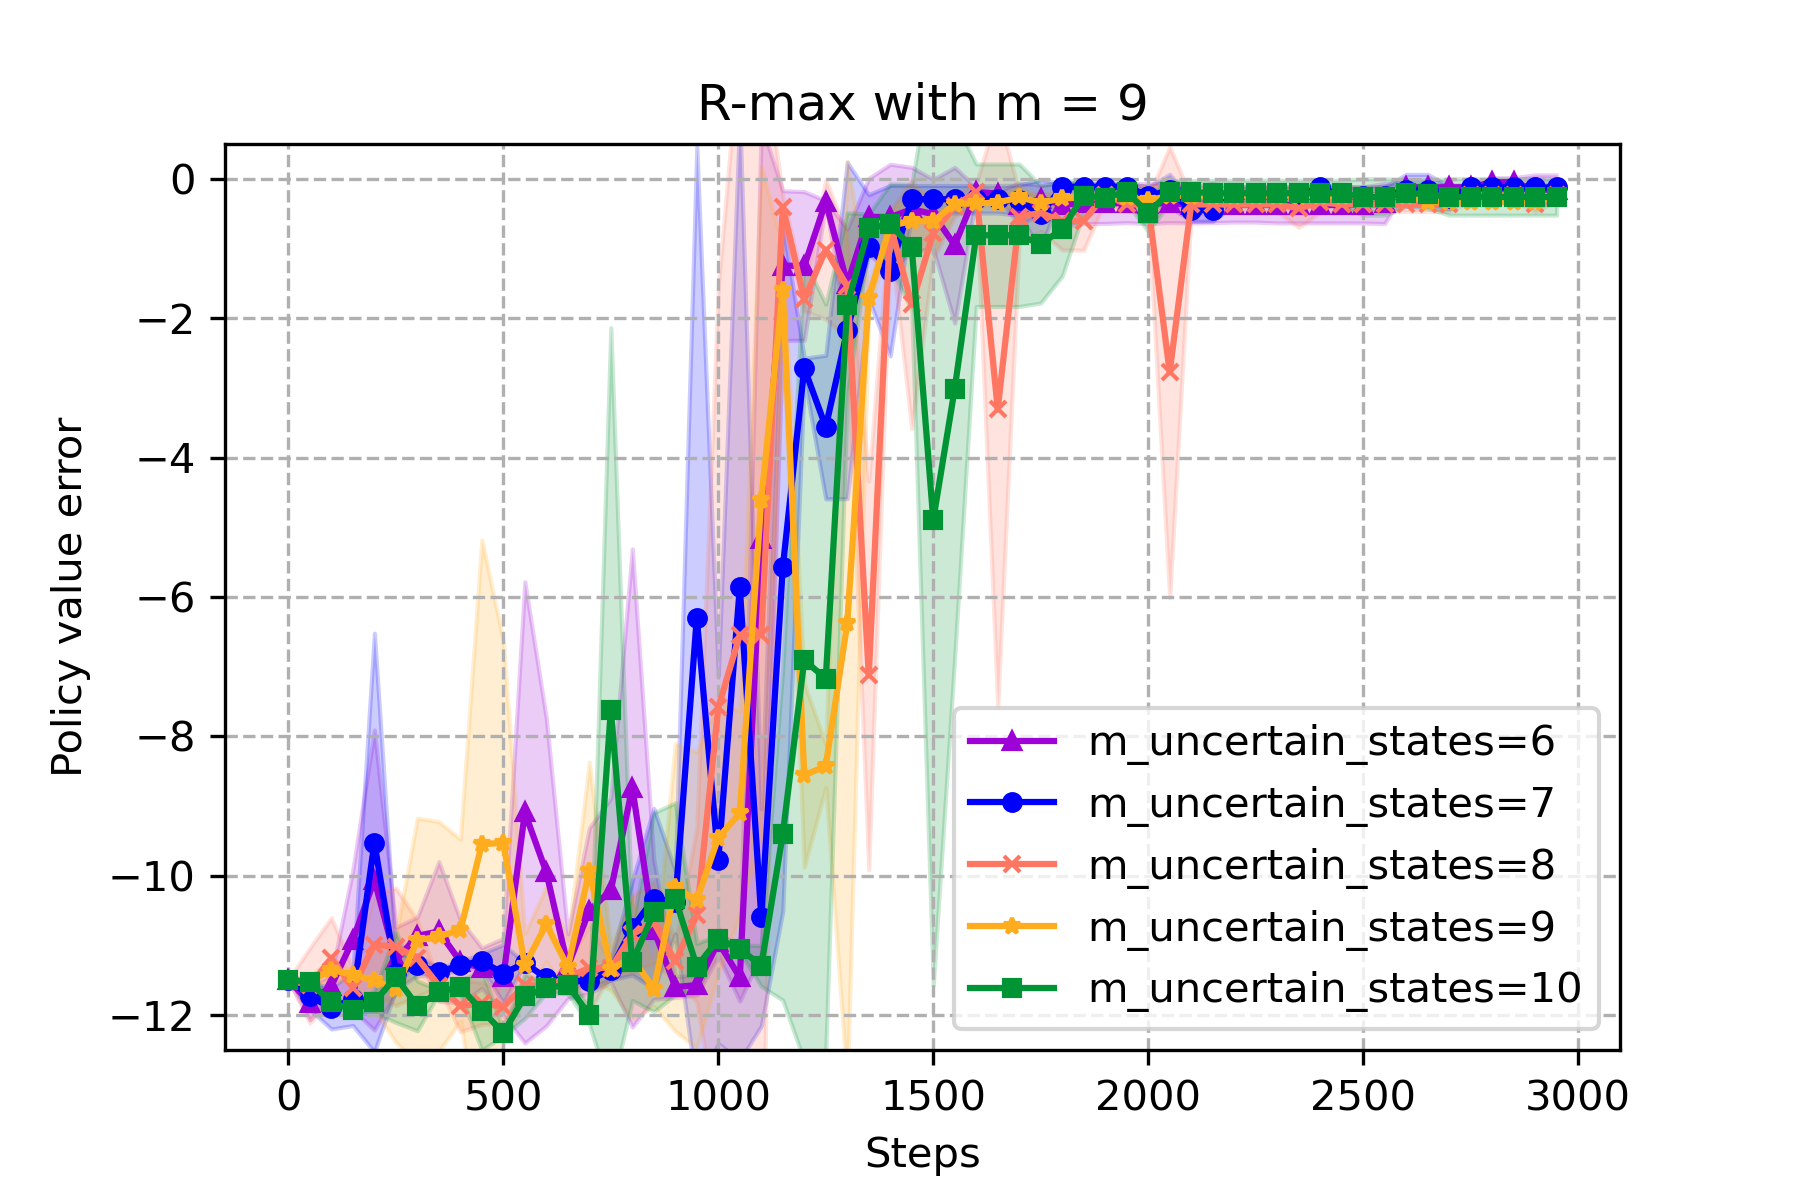 R-max with m = 9
Policy value error
0
−2
−4
−6
−8
−10
−12
m_uncertain_states=6
m_uncertain_states=7
m_uncertain_states=8
m_uncertain_states=9
m_uncertain_states=10
0 500 1000 1500 2000 2500 3000
Steps